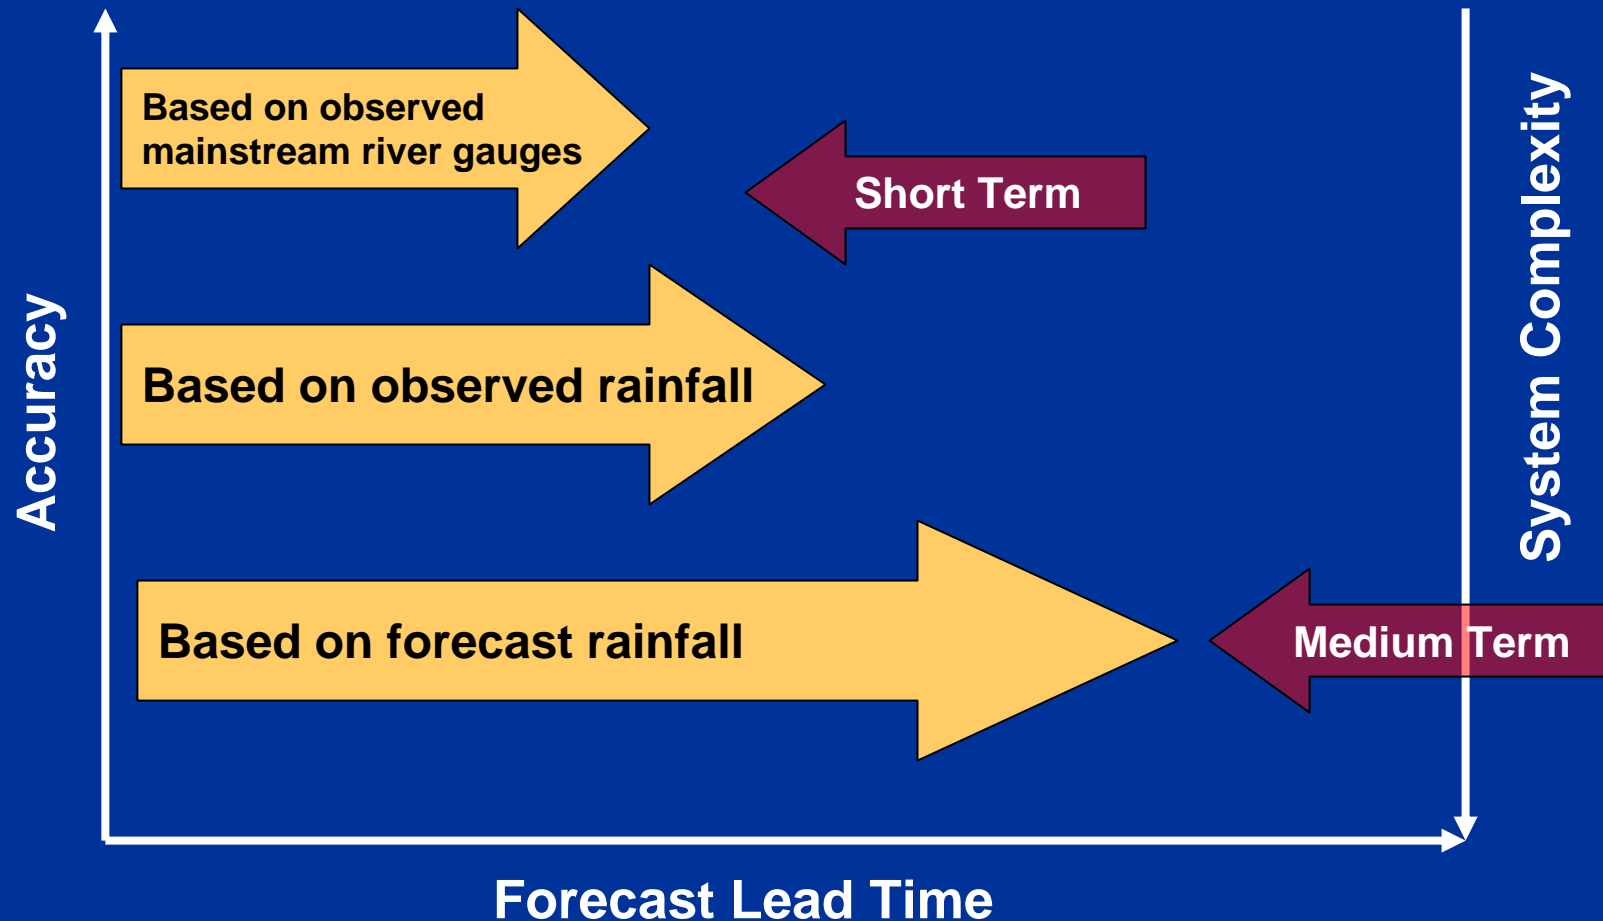 Based on observed
mainstream river gauges
Short Term
Based on observed rainfall
Based on forecast rainfall
Medium Term
Accuracy
System Complexity
Forecast Lead Time